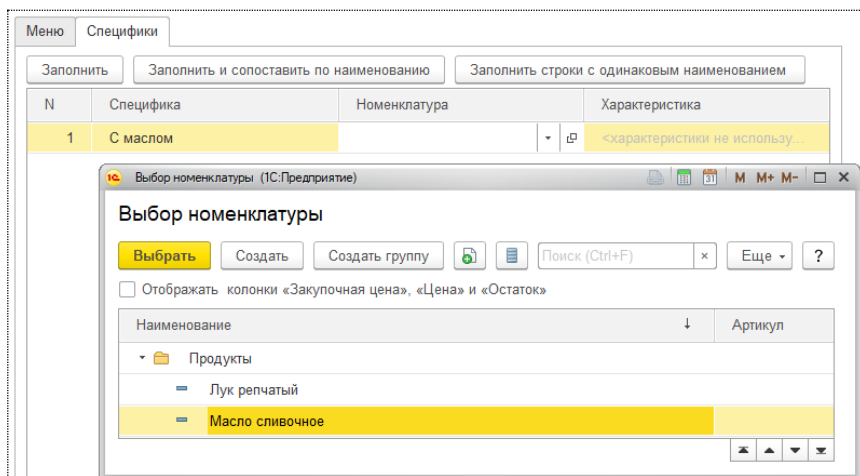 Меню Специфики
Заполнить Заполнить и сопоставить по наименованию Заполнить строки с одинаковым наименованием
N Специфика Номенклатура Характеристика
1 С маслом <характеристики не использу...
1С Выбор номенклатуры (1С:Предприятие) 31 M M+ M-
Выбор номенклатуры
Выбрать Создать Создать группу Поиск (Ctrl+F) × Еще ?
Отображать колонки «Закупочная цена», «Цена» и «Остаток»
Наименование ↓ Артикул
Продукты
Лук репчатый
Масло сливочное